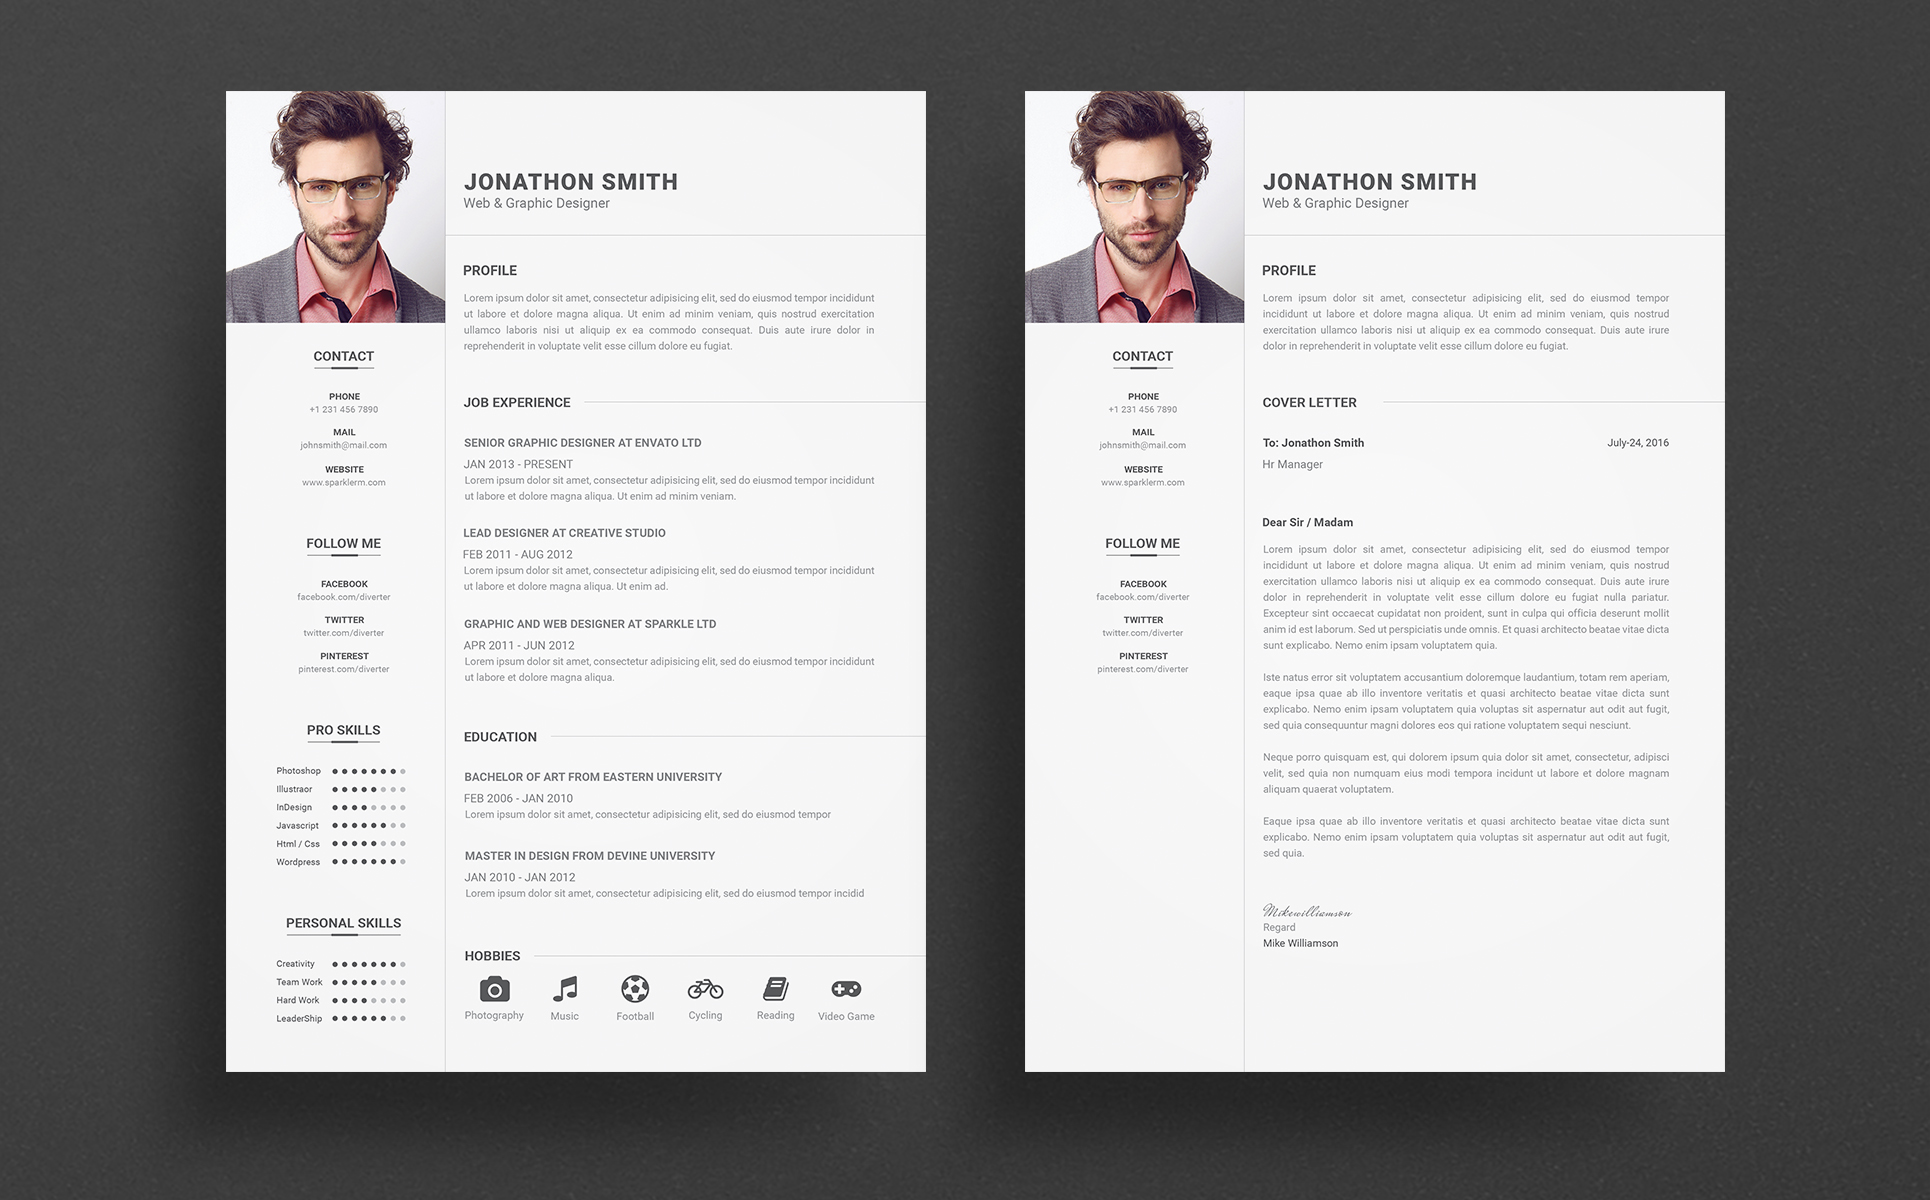 JONATHON SMITH
Web & Graphic Designer
CONTACT
PHONE
+1 231 456 7890
MAIL
johnsmith@mail.com
WEBSITE
www.sparklerm.com
FOLLOW ME
FACEBOOK
facebook.com/diverter
TWITTER
twitter.com/diverter
PINTEREST
pinterest.com/diverter
PRO SKILLS
Photoshop
Illustraor
InDesign
Javascript
Html / Css
Wordpress
PERSONAL SKILLS
Creativity
Team Work
Hard Work
LeaderShip
PROFILE
Lorem ipsum dolor sit amet, consectetur adipisicing elit, sed do eiusmod tempor incididunt
ut labore et dolore magna aliqua. Ut enim ad minim veniam, quis nostrud exercitation
ullamco laboris nisi ut aliquip ex ea commodo consequat. Duis aute irure dolor in
reprehenderit in voluptate velit esse cillum dolore eu fugiat.
JOB EXPERIENCE
SENIOR GRAPHIC DESIGNER AT ENVATO LTD
JAN 2013 - PRESENT
Lorem ipsum dolor sit amet, consectetur adipisicing elit, sed do eiusmod tempor incididunt
ut labore et dolore magna aliqua. Ut enim ad minim veniam.
LEAD DESIGNER AT CREATIVE STUDIO
FEB 2011 - AUG 2012
Lorem ipsum dolor sit amet, consectetur adipisicing elit, sed do eiusmod tempor incididunt
ut labore et dolore magna aliqua. Ut enim ad.
GRAPHIC AND WEB DESIGNER AT SPARKLE LTD
APR 2011 - JUN 2012
Lorem ipsum dolor sit amet, consectetur adipisicing elit, sed do eiusmod tempor incididunt
ut labore et dolore magna aliqua.
EDUCATION
BACHELOR OF ART FROM EASTERN UNIVERSITY
FEB 2006 - JAN 2010
Lorem ipsum dolor sit amet, consectetur adipisicing elit, sed do eiusmod tempor
MASTER IN DESIGN FROM DEVINE UNIVERSITY
JAN 2010 - JAN 2012
Lorem ipsum dolor sit amet, consectetur adipisicing elit, sed do eiusmod tempor incidid
HOBBIES
Photography Music Football Cycling Reading Video Game
JONATHON SMITH
Web & Graphic Designer
CONTACT
PHONE
+1 231 456 7890
MAIL
johnsmith@mail.com
WEBSITE
www.sparklerm.com
FOLLOW ME
FACEBOOK
facebook.com/diverter
TWITTER
twitter.com/diverter
PINTEREST
pinterest.com/diverter
PROFILE
Lorem ipsum dolor sit amet, consectetur adipisicing elit, sed do eiusmod tempor
incididunt ut labore et dolore magna aliqua. Ut enim ad minim veniam, quis nostrud
exercitation ullamco laboris nisi ut aliquip ex ea commodo consequat. Duis aute irure
dolor in reprehenderit in voluptate velit esse cillum dolore eu fugiat.
COVER LETTER
To: Jonathon Smith July-24, 2016
Hr Manager
Dear Sir / Madam
Lorem ipsum dolor sit amet, consectetur adipisicing elit, sed do eiusmod tempor
incididunt ut labore et dolore magna aliqua. Ut enim ad minim veniam, quis nostrud
exercitation ullamco laboris nisi ut aliquip ex ea commodo consequat. Duis aute irure
dolor in reprehenderit in voluptate velit esse cillum dolore eu fugiat nulla pariatur.
Excepteur sint occaecat cupidatat non proident, sunt in culpa qui officia deserunt mollit
anim id est laborum. Sed ut perspiciatis unde omnis. Et quasi architecto beatae vitae dicta
sunt explicabo. Nemo enim ipsam voluptatem quia.
Iste natus error sit voluptatem accusantium doloremque laudantium, totam rem aperiam,
eaque ipsa quae ab illo inventore veritatis et quasi architecto beatae vitae dicta sunt
explicabo. Nemo enim ipsam voluptatem quia voluptas sit aspernatur aut odit aut fugit,
sed quia consequuntur magni dolores eos qui ratione voluptatem sequi nesciunt.
Neque porro quisquam est, qui dolorem ipsum quia dolor sit amet, consectetur, adipisci
velit, sed quia non numquam eius modi tempora incidunt ut labore et dolore magnam
aliquam quaerat voluptatem.
Eaque ipsa quae ab illo inventore veritatis et quasi architecto beatae vitae dicta sunt
explicabo. Nemo enim ipsam voluptatem quia voluptas sit aspernatur aut odit aut fugit,
sed quia.
Mikewilliamson
Regard
Mike Williamson